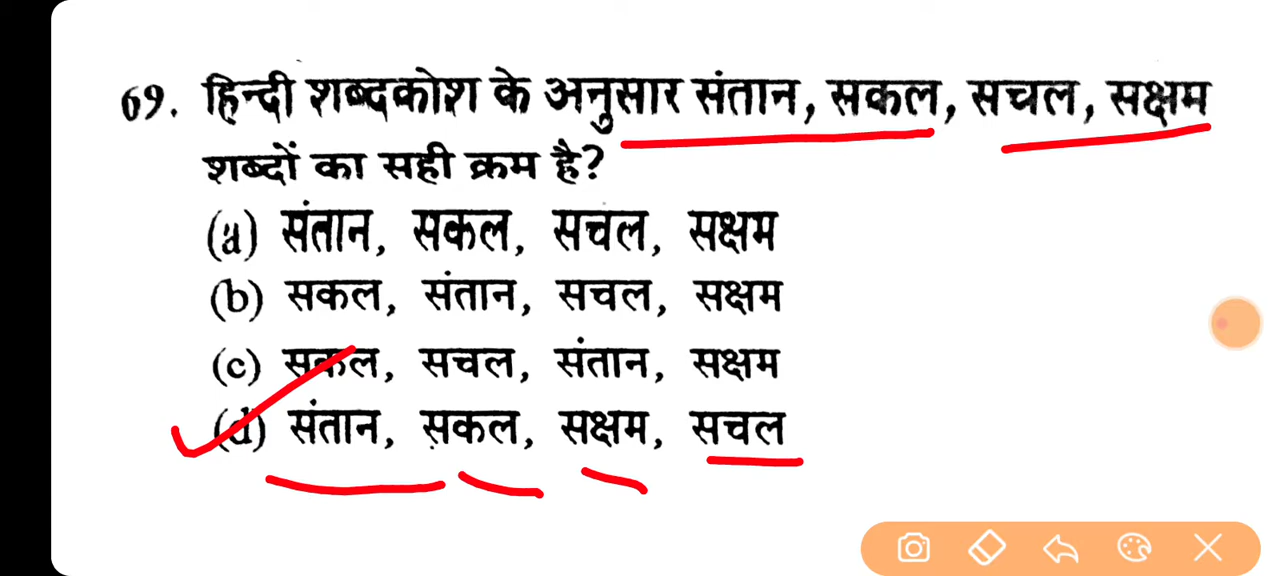 69. हिन्दी शब्दकोश के अनुसार संतान, सकल, सचल, सक्षम
शब्दों का सही क्रम है?
(a) संतान, सकल, सचल, सक्षम
(b) सकल, संतान, सचल, सक्षम
(c) सकल, सचल, संतान, सक्षम
(d) संतान, सकल, सक्षम, सचल